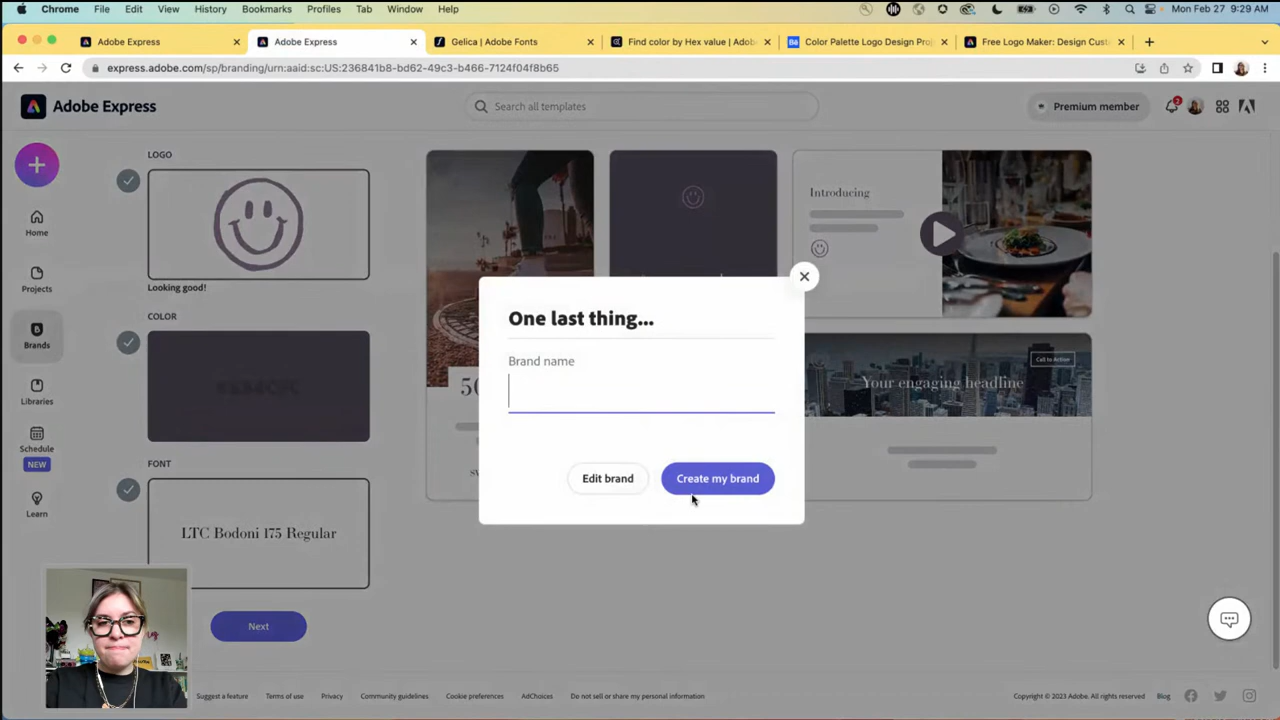 Chrome File Edit View History Bookmarks Profiles Tab Window Help
Mon Feb 27 9:29 AM
Adobe Express
Adobe Express
Gelica | Adobe Fonts
Find color by Hex value | Adob
Color Palette Logo Design Pro
Free Logo Maker: Design Cust
express.adobe.com/sp/branding/urn:aaid:sc:US:236841b8-bd62-49c3-b466-7124f04f8b65
Adobe Express
Search all templates
Premium member
2
Home
Projects
Brands
Libraries
Schedule
NEW
Learn
LOGO
Looking good!
COLOR
FONT
LTC Bodoni 175 Regular
Next
Introducing
50
Call to Action
Your engaging headline
One last thing...
Brand name
Edit brand
Create my brand
Suggest a feature
Terms of use
Privacy
Community guidelines
Cookie preferences
AdChoices
Do not sell or share my personal information
Copyright © 2023 Adobe. All rights reserved
Blog